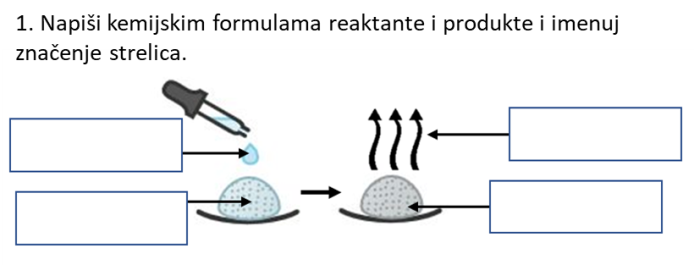 1. Napiši kemijskim formulama reaktante i produkte i imenuj
značenje strelica.